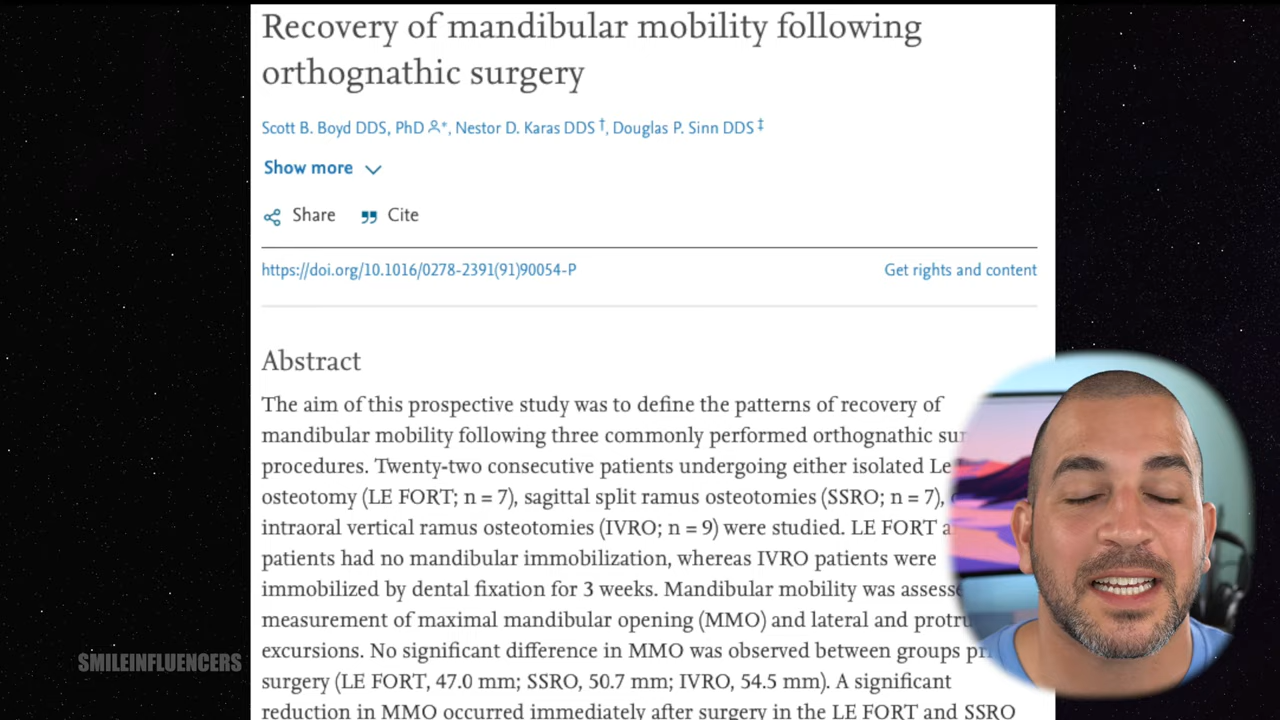 Recovery of mandibular mobility following
orthognathic surgery
Scott B. Boyd DDS, PhD *, Nestor D. Karas DDS †, Douglas P. Sinn DDS ‡
Show more
Share Cite
https://doi.org/10.1016/0278-2391(91)90054-P Get rights and content
Abstract
The aim of this prospective study was to define the patterns of recovery of
mandibular mobility following three commonly performed orthognathic
procedures. Twenty-two consecutive patients undergoing either isolated Le
osteotomy (LE FORT; n = 7), sagittal split ramus osteotomies (SSRO; n = 7),
intraoral vertical ramus osteotomies (IVRO; n = 9) were studied. LE FORT
patients had no mandibular immobilization, whereas IVRO patients were
immobilized by dental fixation for 3 weeks. Mandibular mobility was
measurement of maximal mandibular opening (MMO) and lateral and
excursions. No significant difference in MMO was observed between groups
surgery (LE FORT, 47.0 mm; SSRO, 50.7 mm; IVRO, 54.5 mm). A significant
reduction in MMO occurred immediately after surgery in the LE FORT and SSRO
SMILEINFLUENCERS